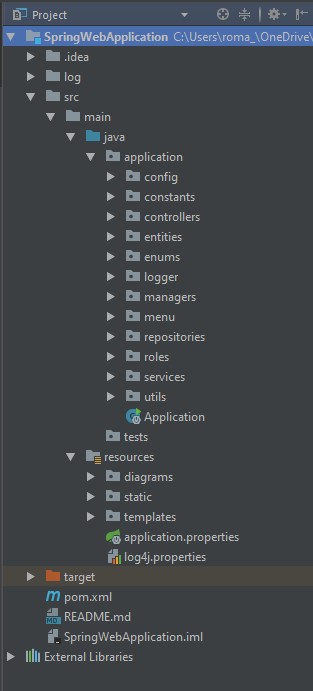 Project
SpringWebApplication C:\Users\roma_\OneDrive\
.idea
log
src
main
java
application
config
constants
controllers
entities
enums
logger
managers
menu
repositories
roles
services
utils
Application
tests
resources
diagrams
static
templates
application.properties
log4j.properties
target
pom.xml
README.md
SpringWebApplication.iml
External Libraries